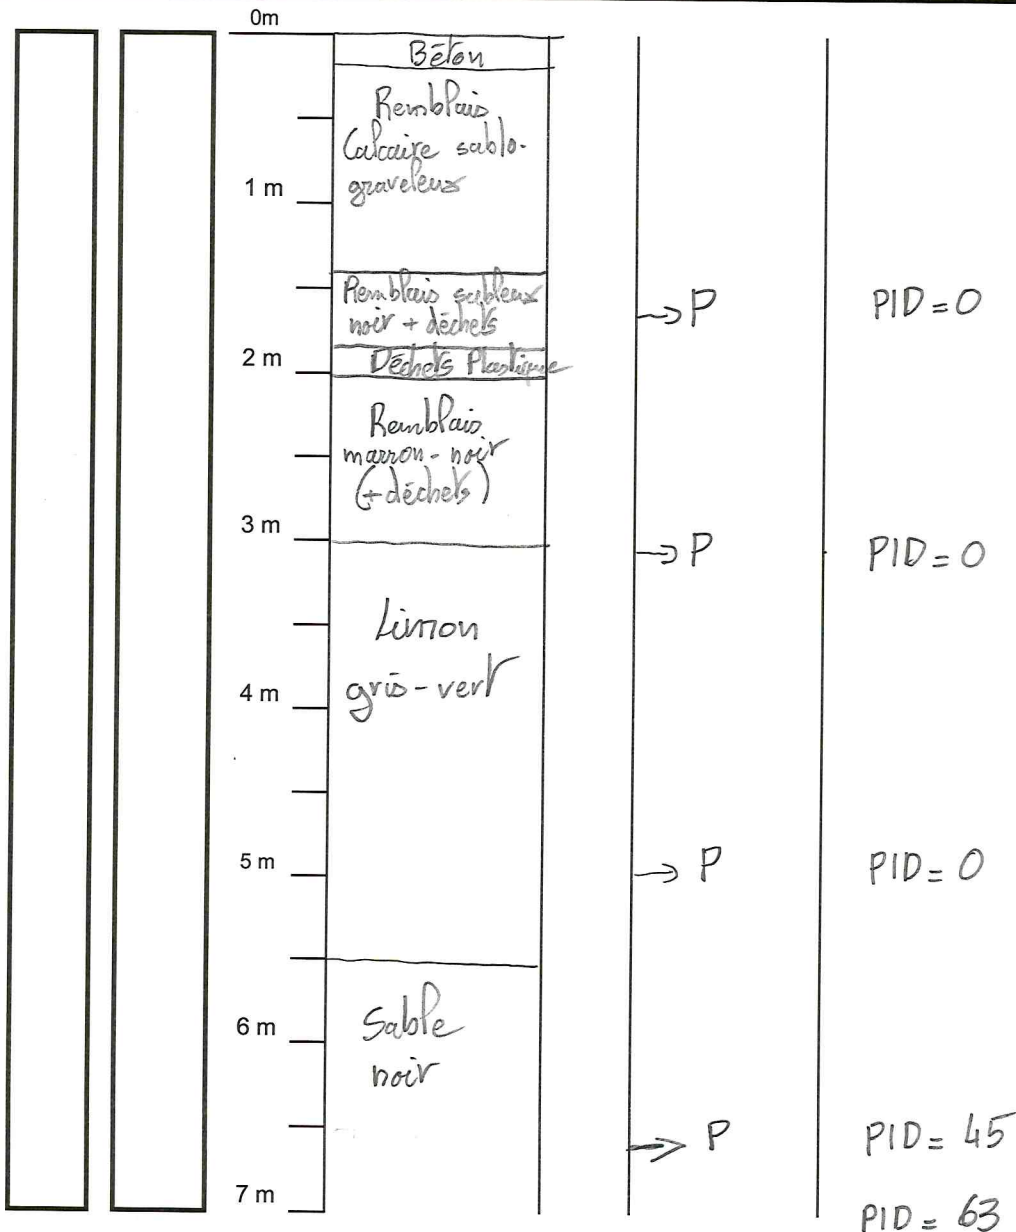 0m
Béton
Remblais
Calcaire sablo-
graveleux
1 m
Remblais sableux
noir + déchets
→ P
PID = 0
2 m
Déchets Plastique
Remblais
marron - noir
(+ déchets)
3 m
→ P
PID = 0
Limon
gris - vert
4 m
5 m
→ P
PID = 0
6 m
Sable
noir
→ P
PID = 45
7 m
PID = 63